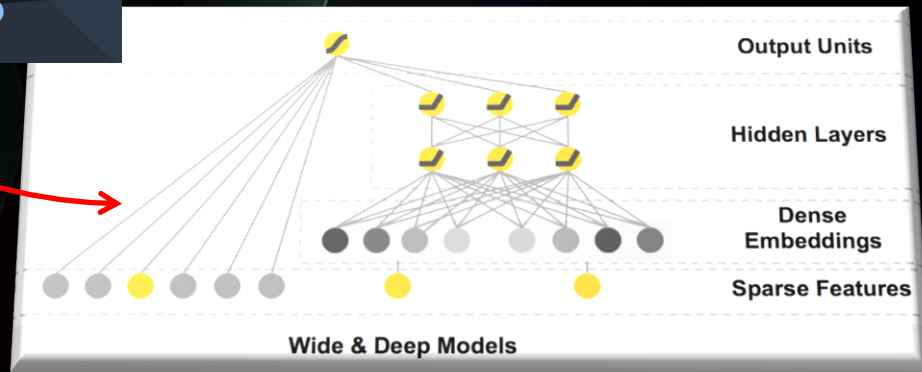 Output Units
Hidden Layers
Dense
Embeddings
Sparse Features
Wide & Deep Models